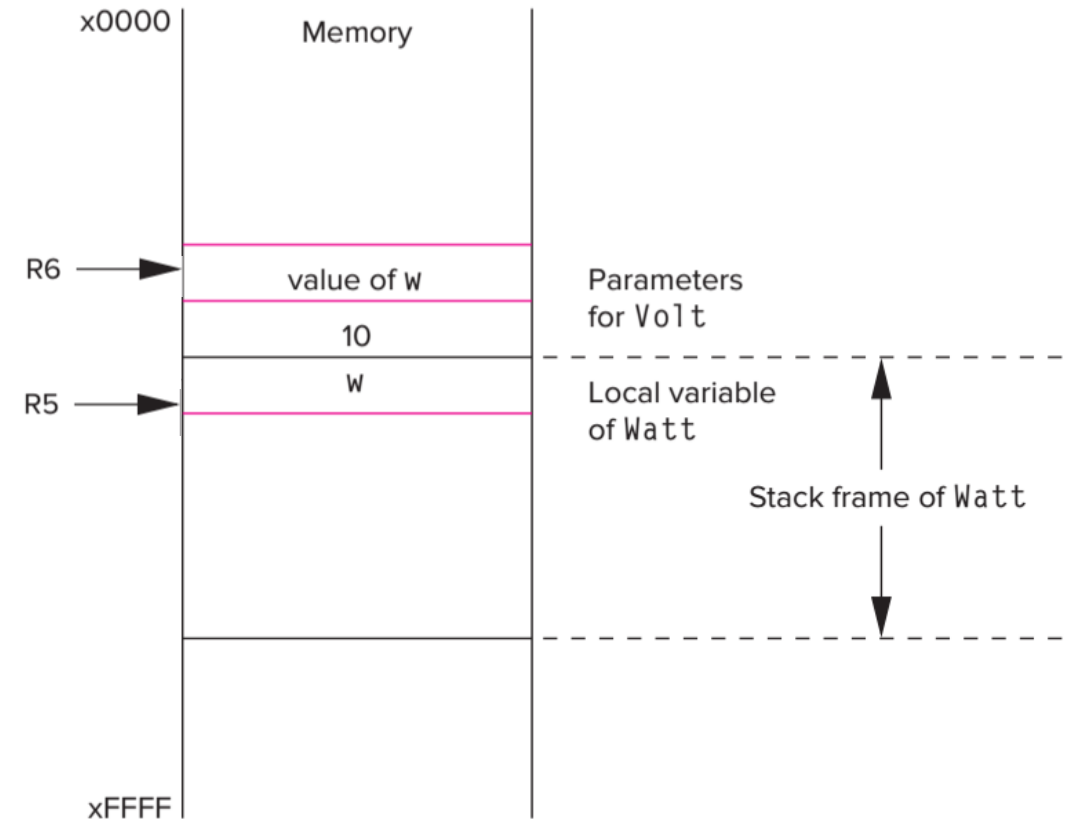 x0000
Memory
R6
value of w
Parameters
for Volt
10
w
R5
Local variable
of Watt
Stack frame of Watt
xFFFF